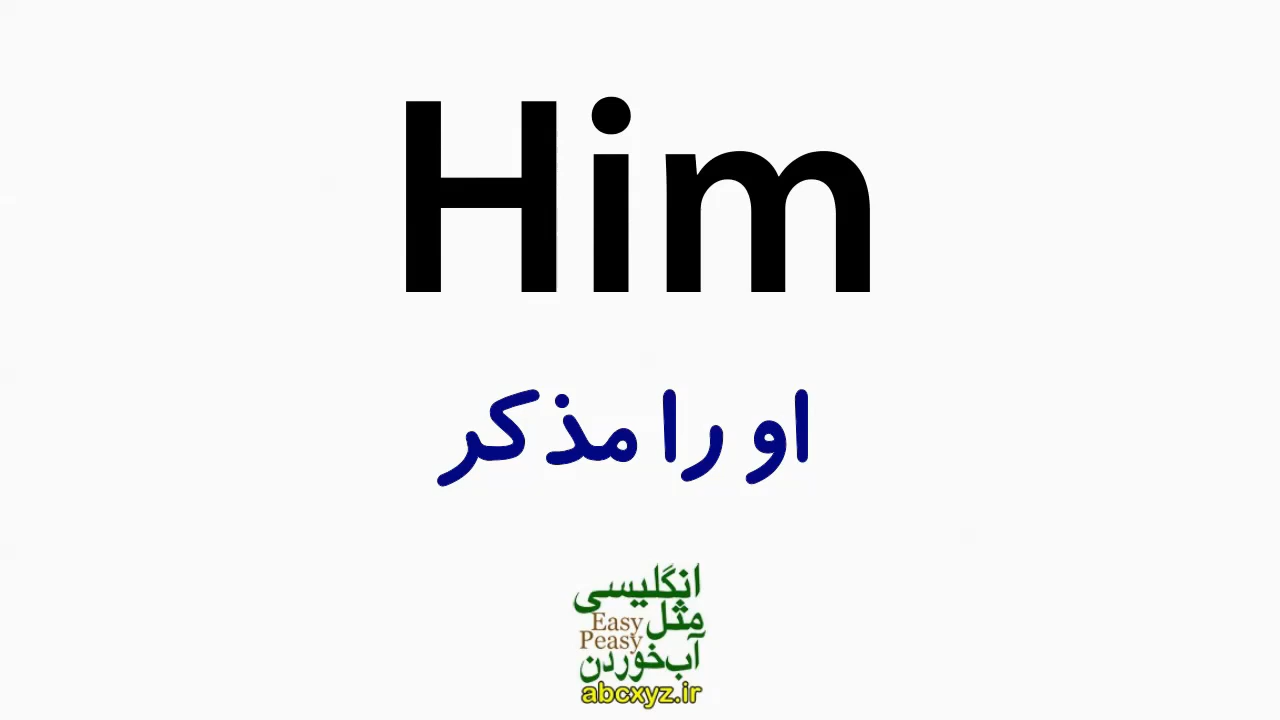 Him
او را مذکر
انگلیسی
مثل Easy
Peasy
آب خوردن
abcxyz.ir